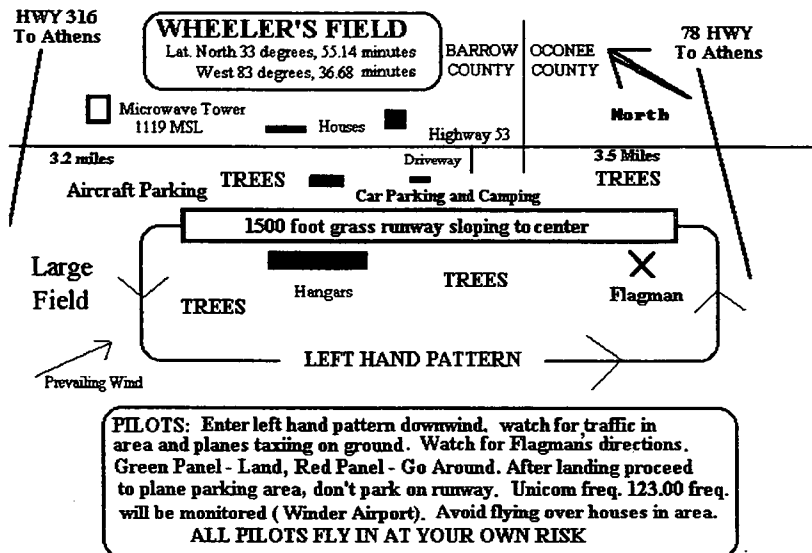 HWY 316
To Athens
WHEELER'S FIELD
Lat. North 33 degrees, 55.14 minutes
West 83 degrees, 36.68 minutes
BARROW
COUNTY
OCONEE
COUNTY
78 HWY
To Athens
North
Microwave Tower
1119 MSL
Houses
Highway 53
3.2 miles
Driveway
3.5 Miles
Aircraft Parking
TREES
Car Parking and Camping
TREES
1500 foot grass runway sloping to center
Large
Field
TREES
Hangars
TREES
Flagman
Prevailing Wind
LEFT HAND PATTERN
PILOTS: Enter left hand pattern downwind. watch for traffic in
area and planes taxiing on ground. Watch for Flagman's directions.
Green Panel - Land, Red Panel - Go Around. After landing proceed
to plane parking area, don't park on runway. Unicom freq. 123.00 freq.
will be monitored ( Winder Airport). Avoid flying over houses in area.
ALL PILOTS FLY IN AT YOUR OWN RISK